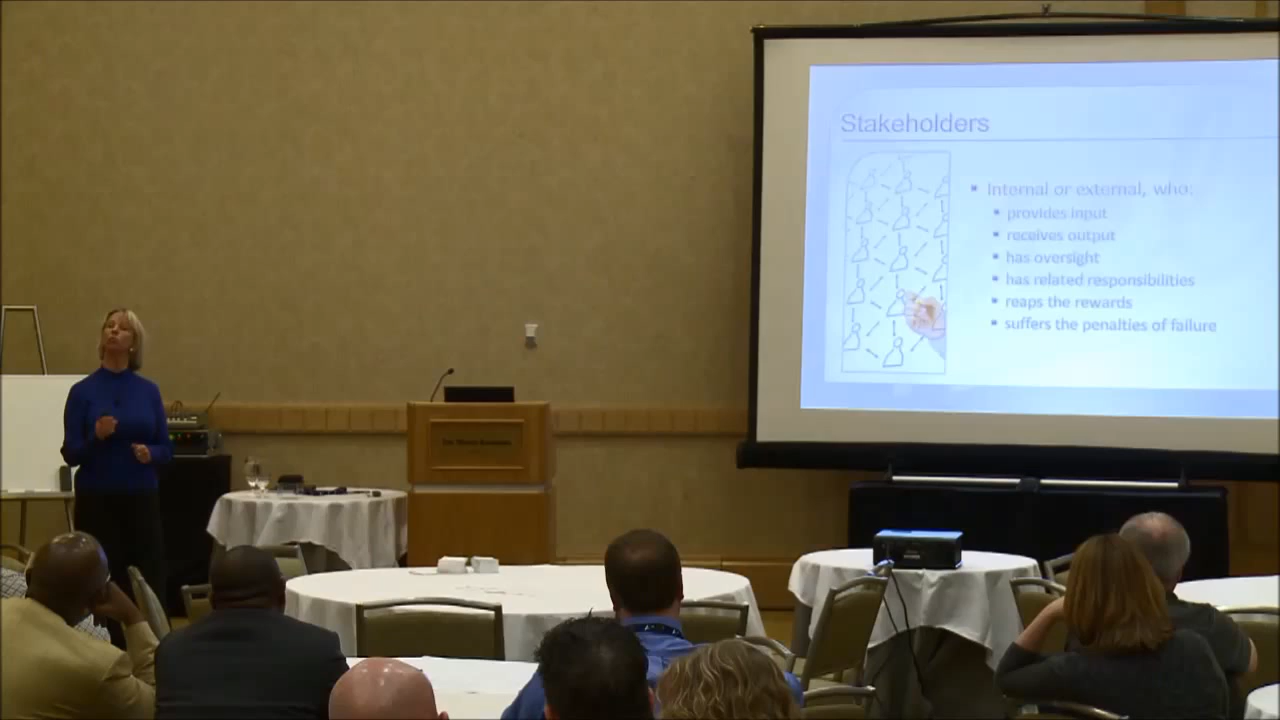 Stakeholders
▪ Internal or external, who:
▪ provides input
▪ receives output
▪ has oversight
▪ has related responsibilities
▪ reaps the rewards
▪ suffers the penalties of failure